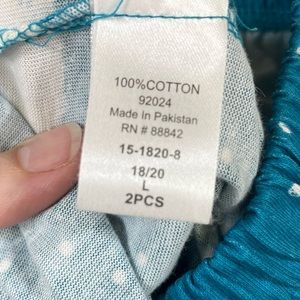 100%COTTON
92024
Made In Pakistan
RN # 88842
15-1820-8
18/20
L
2PCS